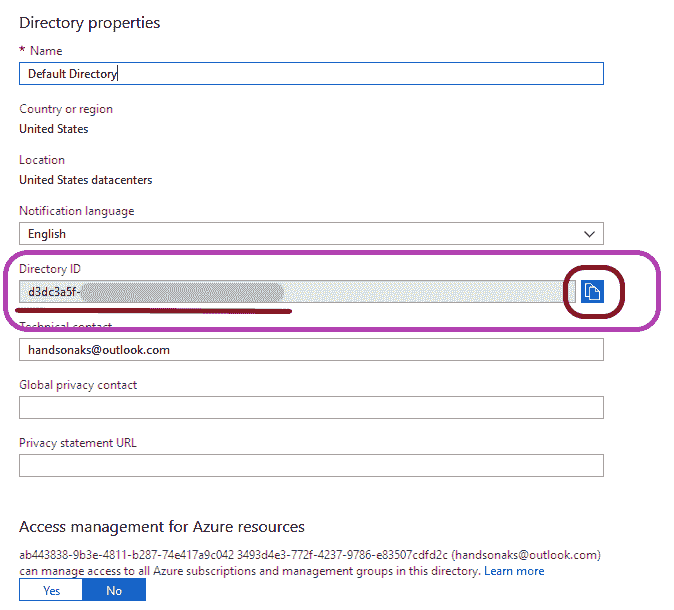 Directory properties
* Name
Default Directory
Country or region
United States
Location
United States datacenters
Notification language
English
Directory ID
d3dc3a5f-
Technical contact
handsonaks@outlook.com
Global privacy contact
Privacy statement URL
Access management for Azure resources
ab443838-9b3e-4811-b287-74e417a9c042 3493d4e3-772f-4237-9786-e83507cdfd2c (handsonaks@outlook.com)
can manage access to all Azure subscriptions and management groups in this directory. Learn more
Yes No